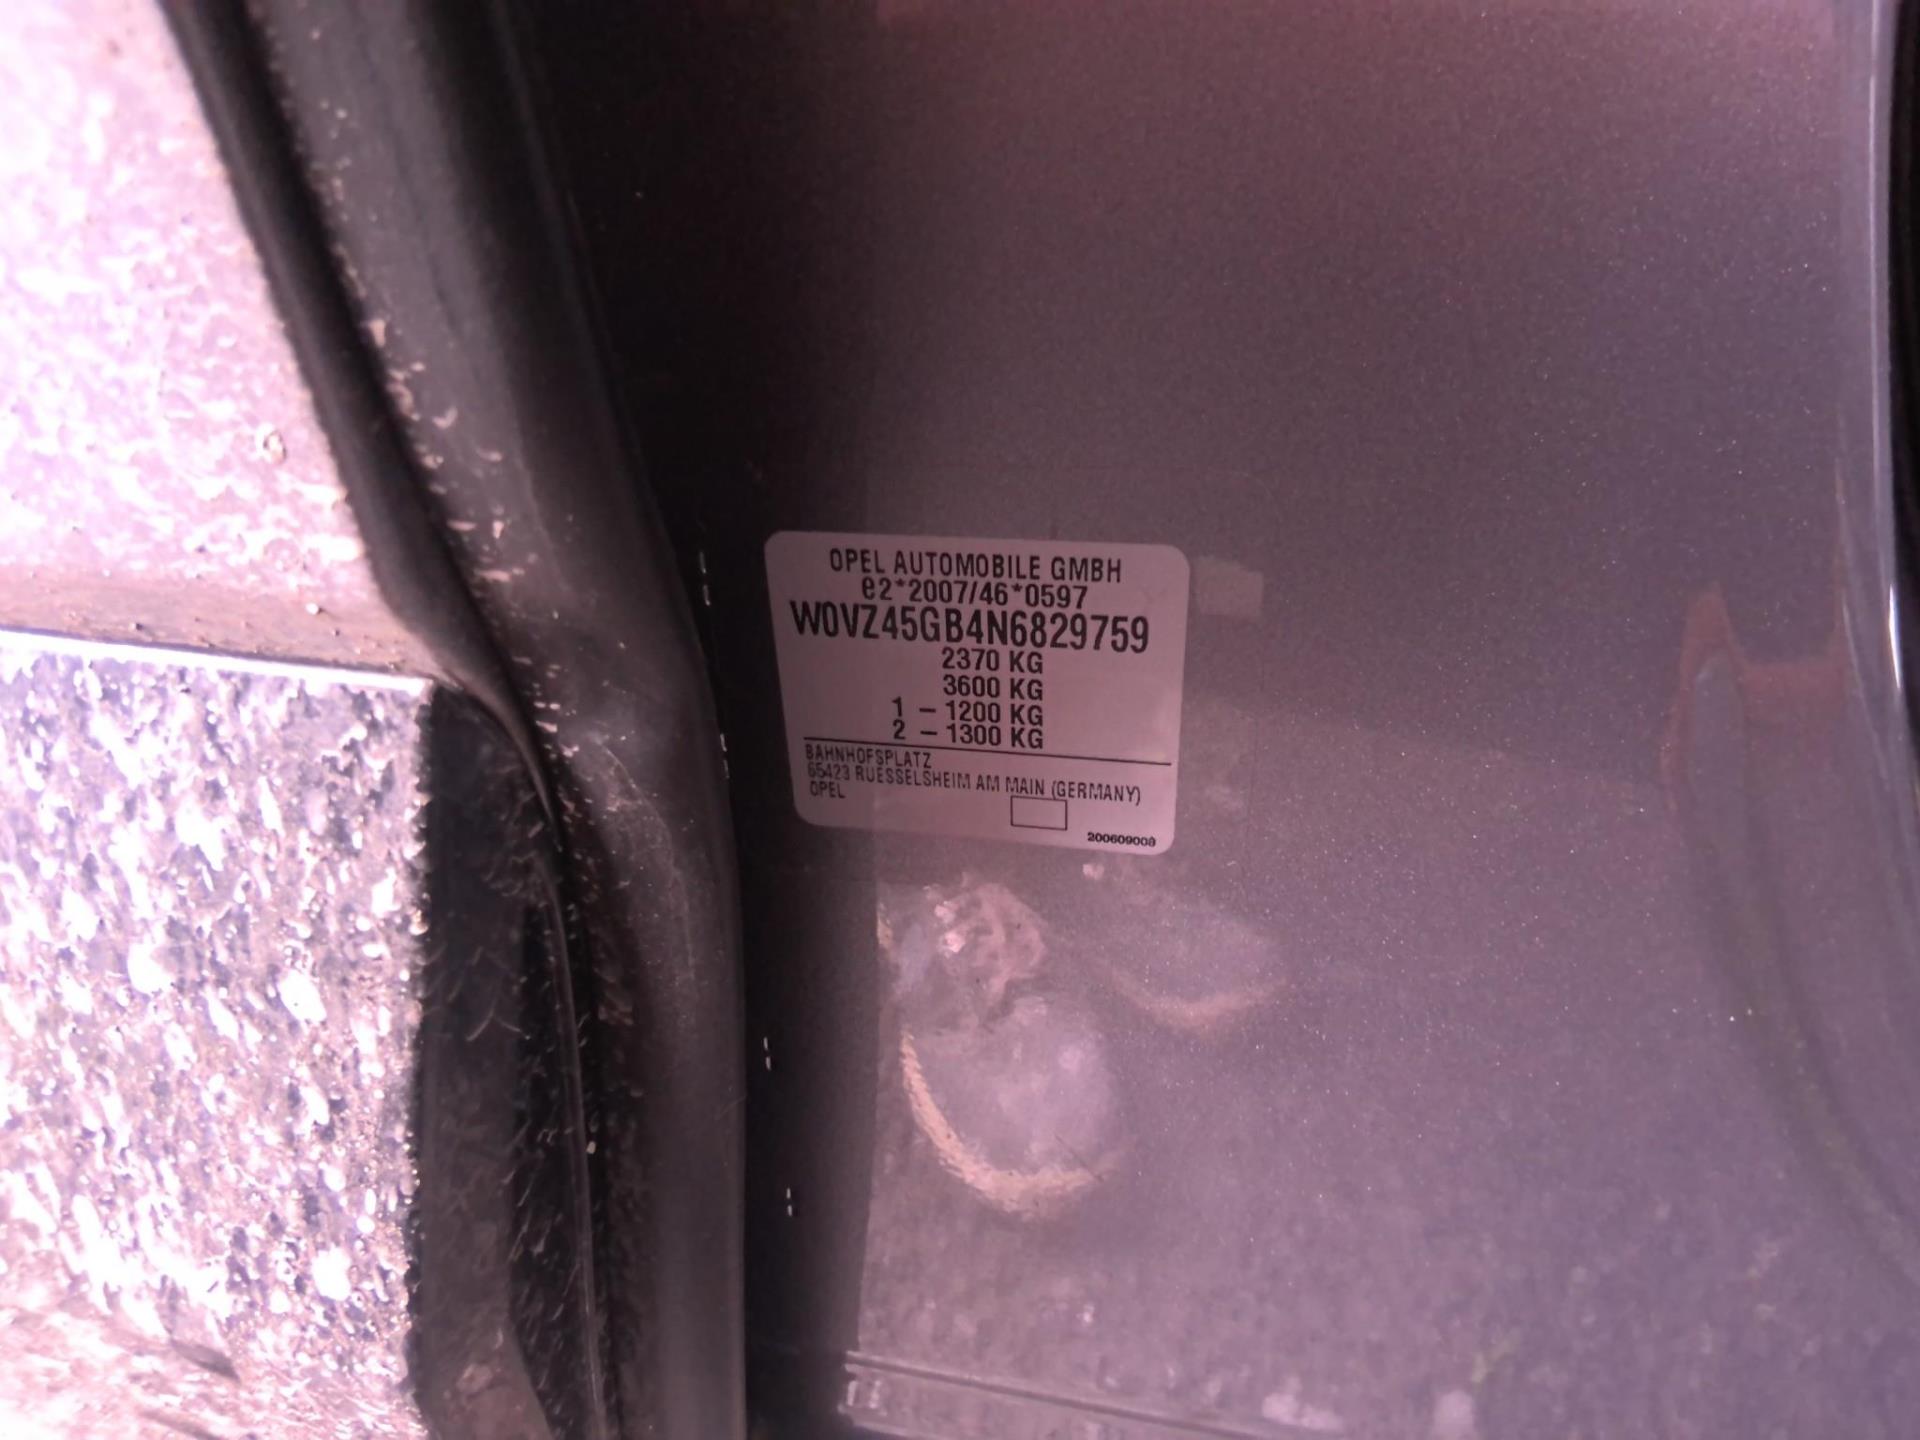 OPEL AUTOMOBILE GMBH
e2*2007/46*0597
W0VZ45GB4N6829759
2370 KG
3600 KG
1 - 1200 KG
2 - 1300 KG
BAHNHOFSPLATZ
65423 RUESSELSHEIM AM MAIN (GERMANY)
OPEL
200609008